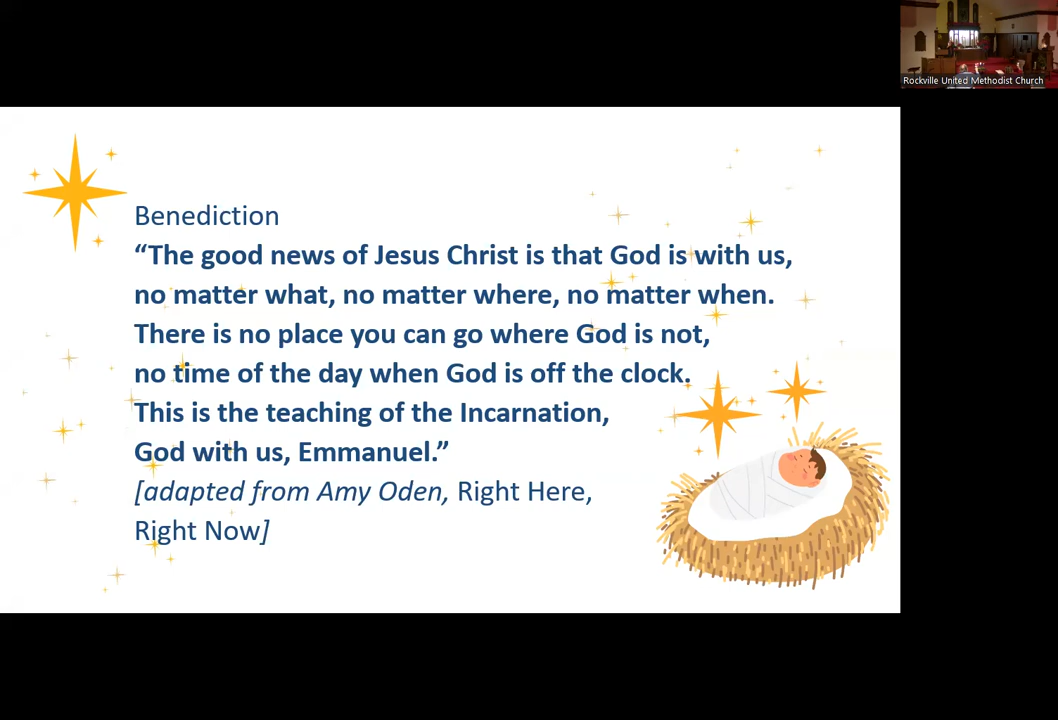 Rockville United Methodist Church
Benediction
“The good news of Jesus Christ is that God is with us,
no matter what, no matter where, no matter when.
There is no place you can go where God is not,
no time of the day when God is off the clock.
This is the teaching of the Incarnation,
God with us, Emmanuel.”
[adapted from Amy Oden, Right Here,
Right Now]